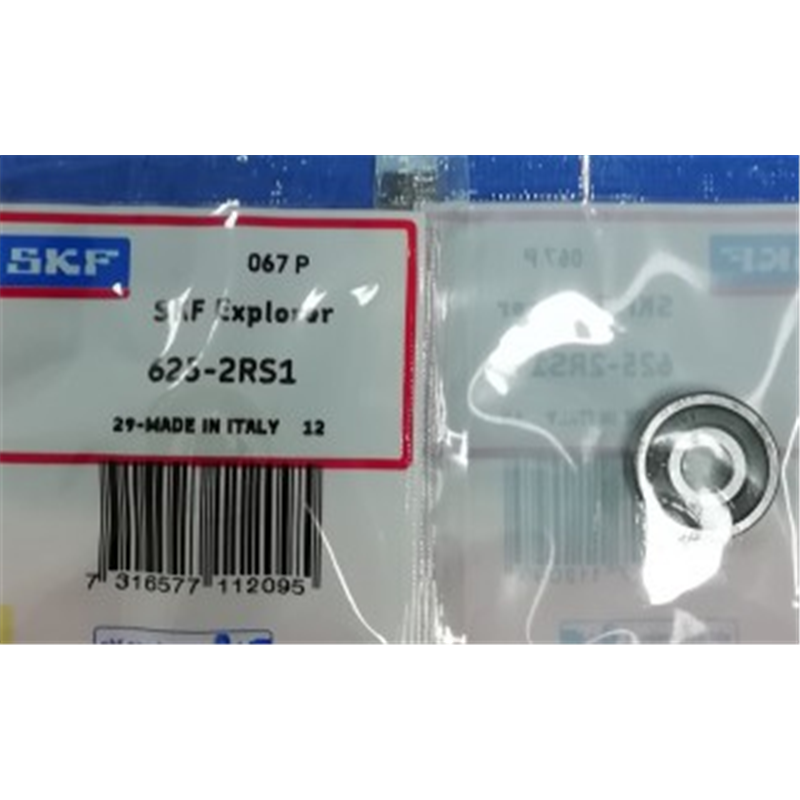 SKF
067 P
SKF Explorer
625-2RS1
29-MADE IN ITALY 12
7 316577 112095